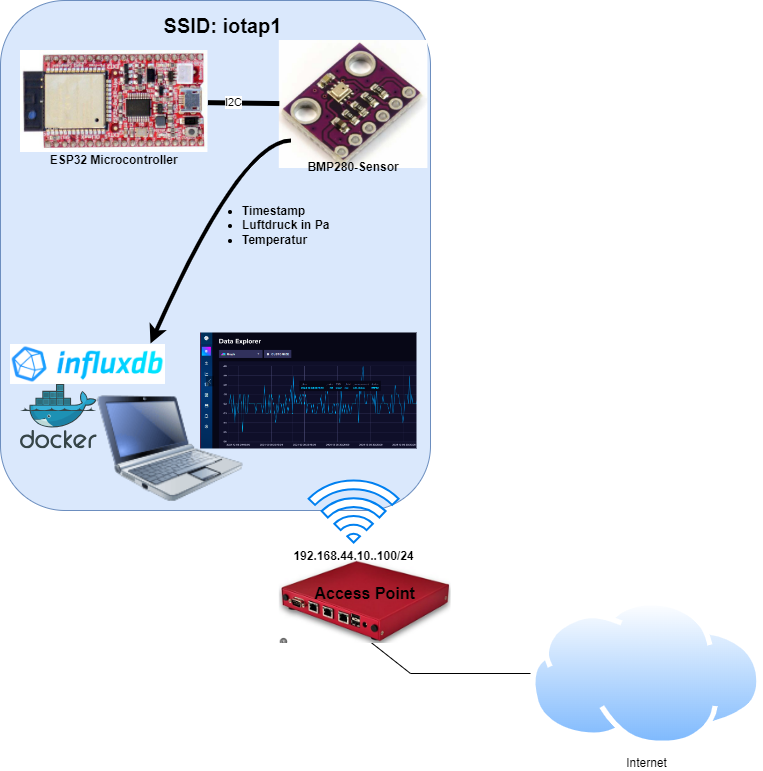 SSID: iotap1
I2C
ESP32 Microcontroller
BMP280-Sensor
Timestamp
Luftdruck in Pa
Temperatur
influxdb
docker
Data Explorer
192.168.44.10..100/24
Access Point
Internet